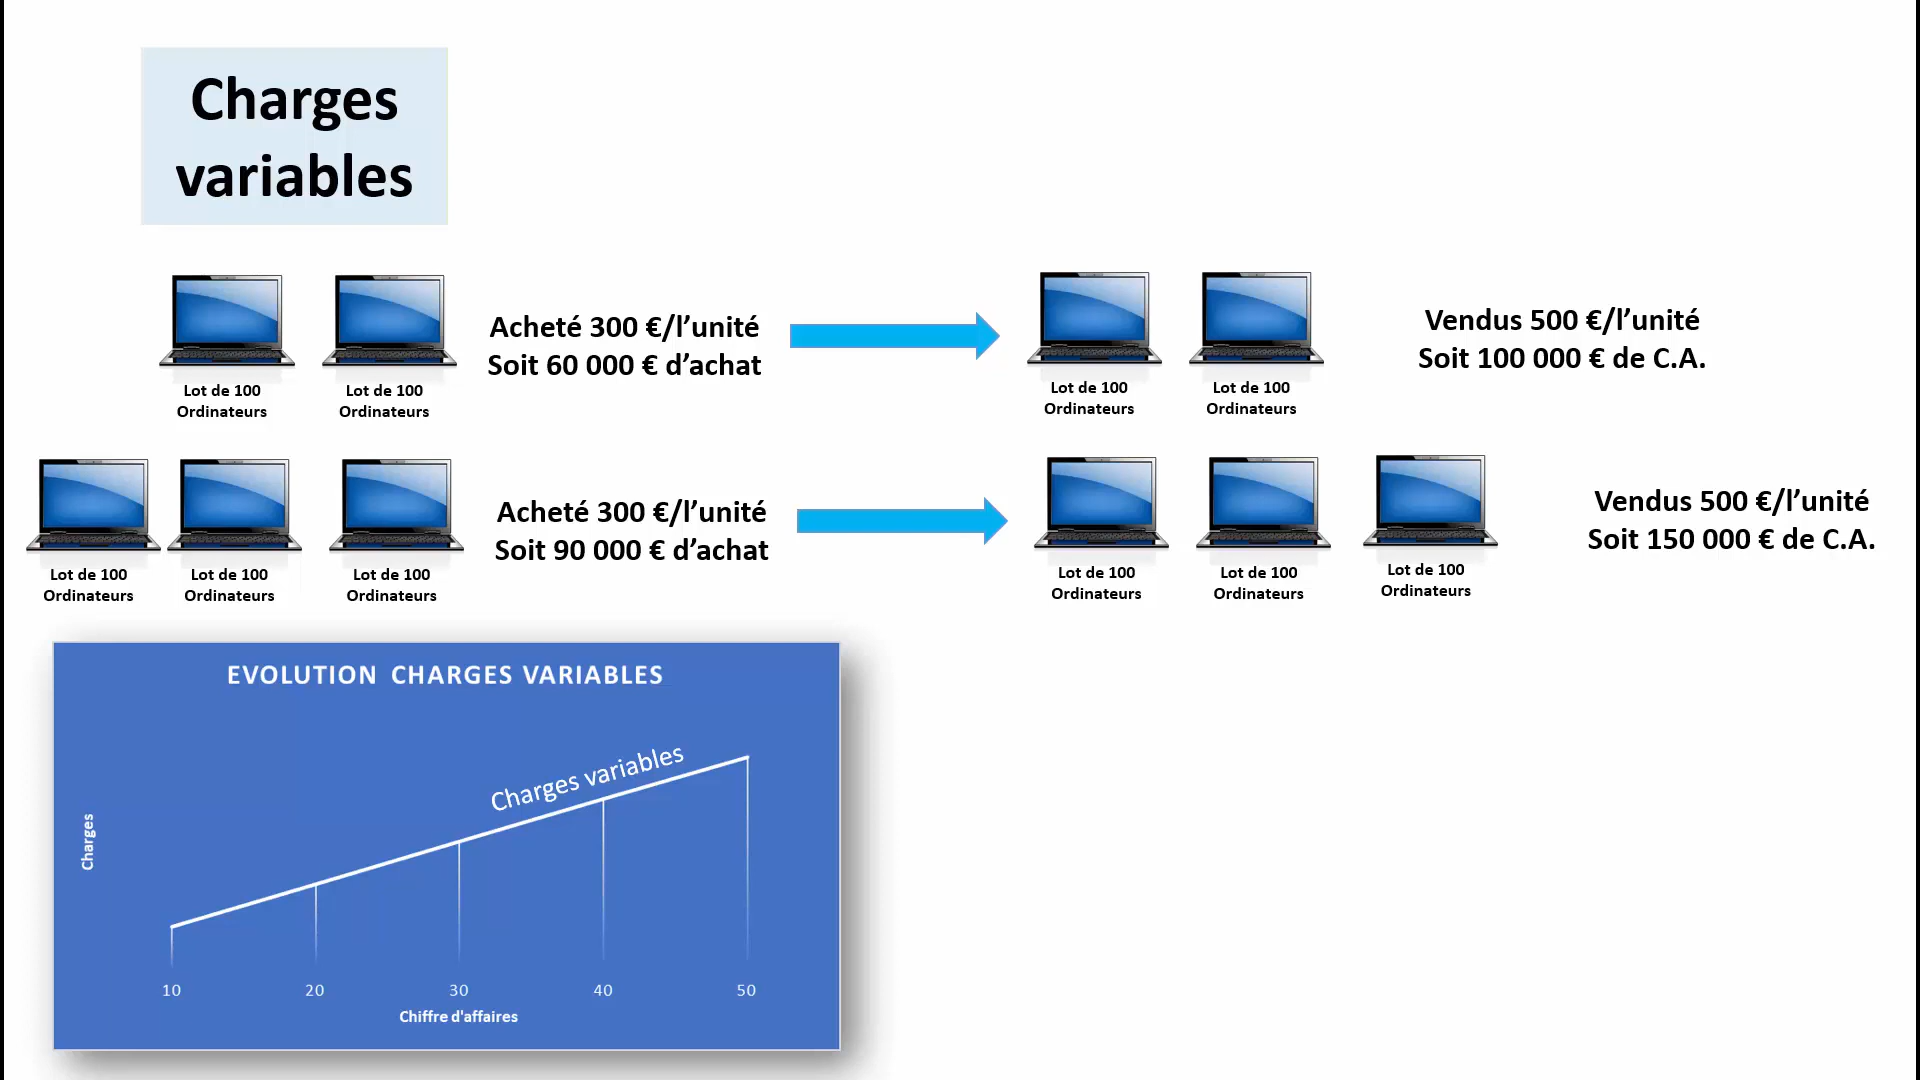 Charges
variables
Acheté 300 €/l’unité
Soit 60 000 € d’achat
Vendus 500 €/l’unité
Soit 100 000 € de C.A.
Lot de 100
Ordinateurs
Lot de 100
Ordinateurs
Lot de 100
Ordinateurs
Lot de 100
Ordinateurs
Acheté 300 €/l’unité
Soit 90 000 € d’achat
Vendus 500 €/l’unité
Soit 150 000 € de C.A.
Lot de 100
Ordinateurs
Lot de 100
Ordinateurs
Lot de 100
Ordinateurs
Lot de 100
Ordinateurs
Lot de 100
Ordinateurs
Lot de 100
Ordinateurs
EVOLUTION CHARGES VARIABLES
Charges variables
Charges
10 20 30 40 50
Chiffre d'affaires